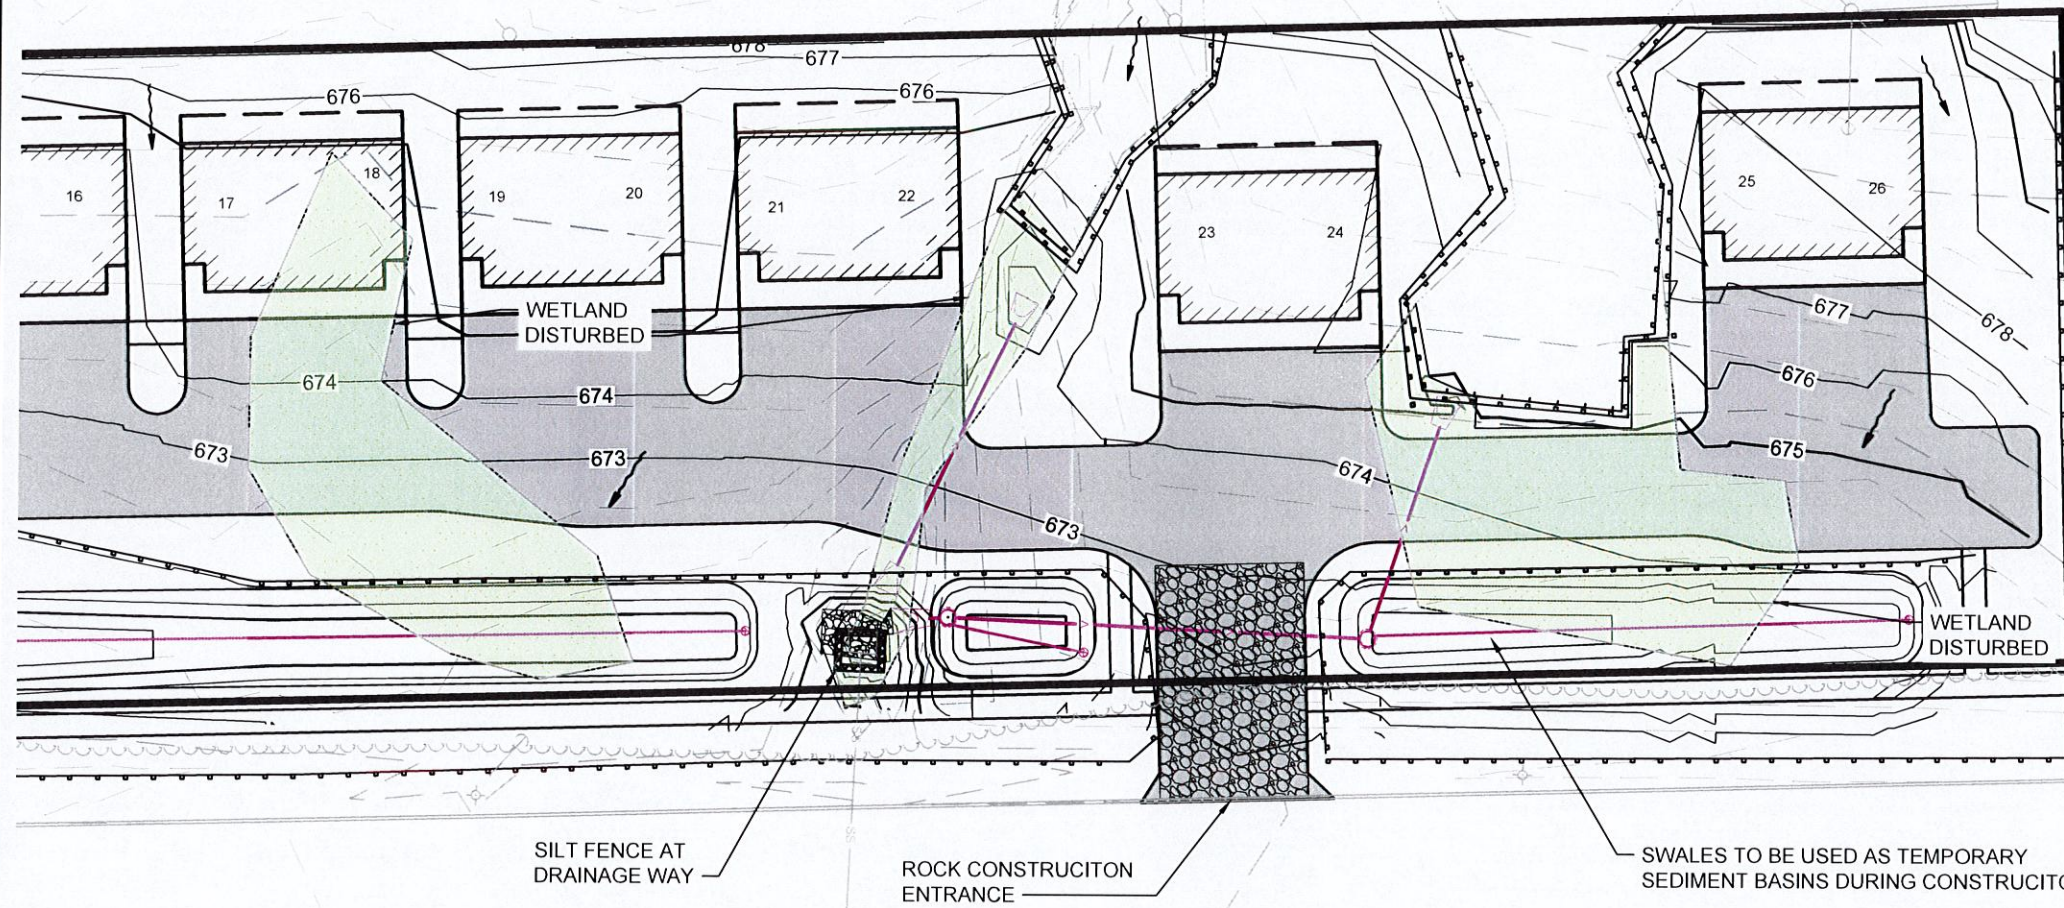 678
677
676
676
16
17
18
19
20
21
22
23
24
25
26
WETLAND
DISTURBED
677
678
674
674
676
673
673
674
675
673
WETLAND
DISTURBED
SILT FENCE AT
DRAINAGE WAY
ROCK CONSTRUCITON
ENTRANCE
SWALES TO BE USED AS TEMPORARY
SEDIMENT BASINS DURING CONSTRUCITO